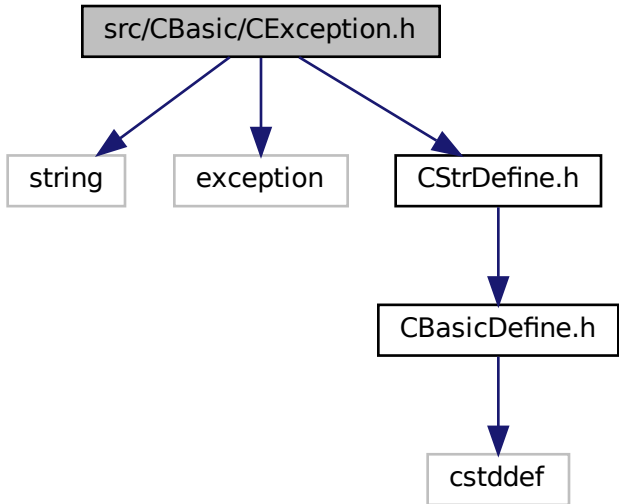 src/CBasic/CException.h
string
exception
CStrDefine.h
CBasicDefine.h
cstddef